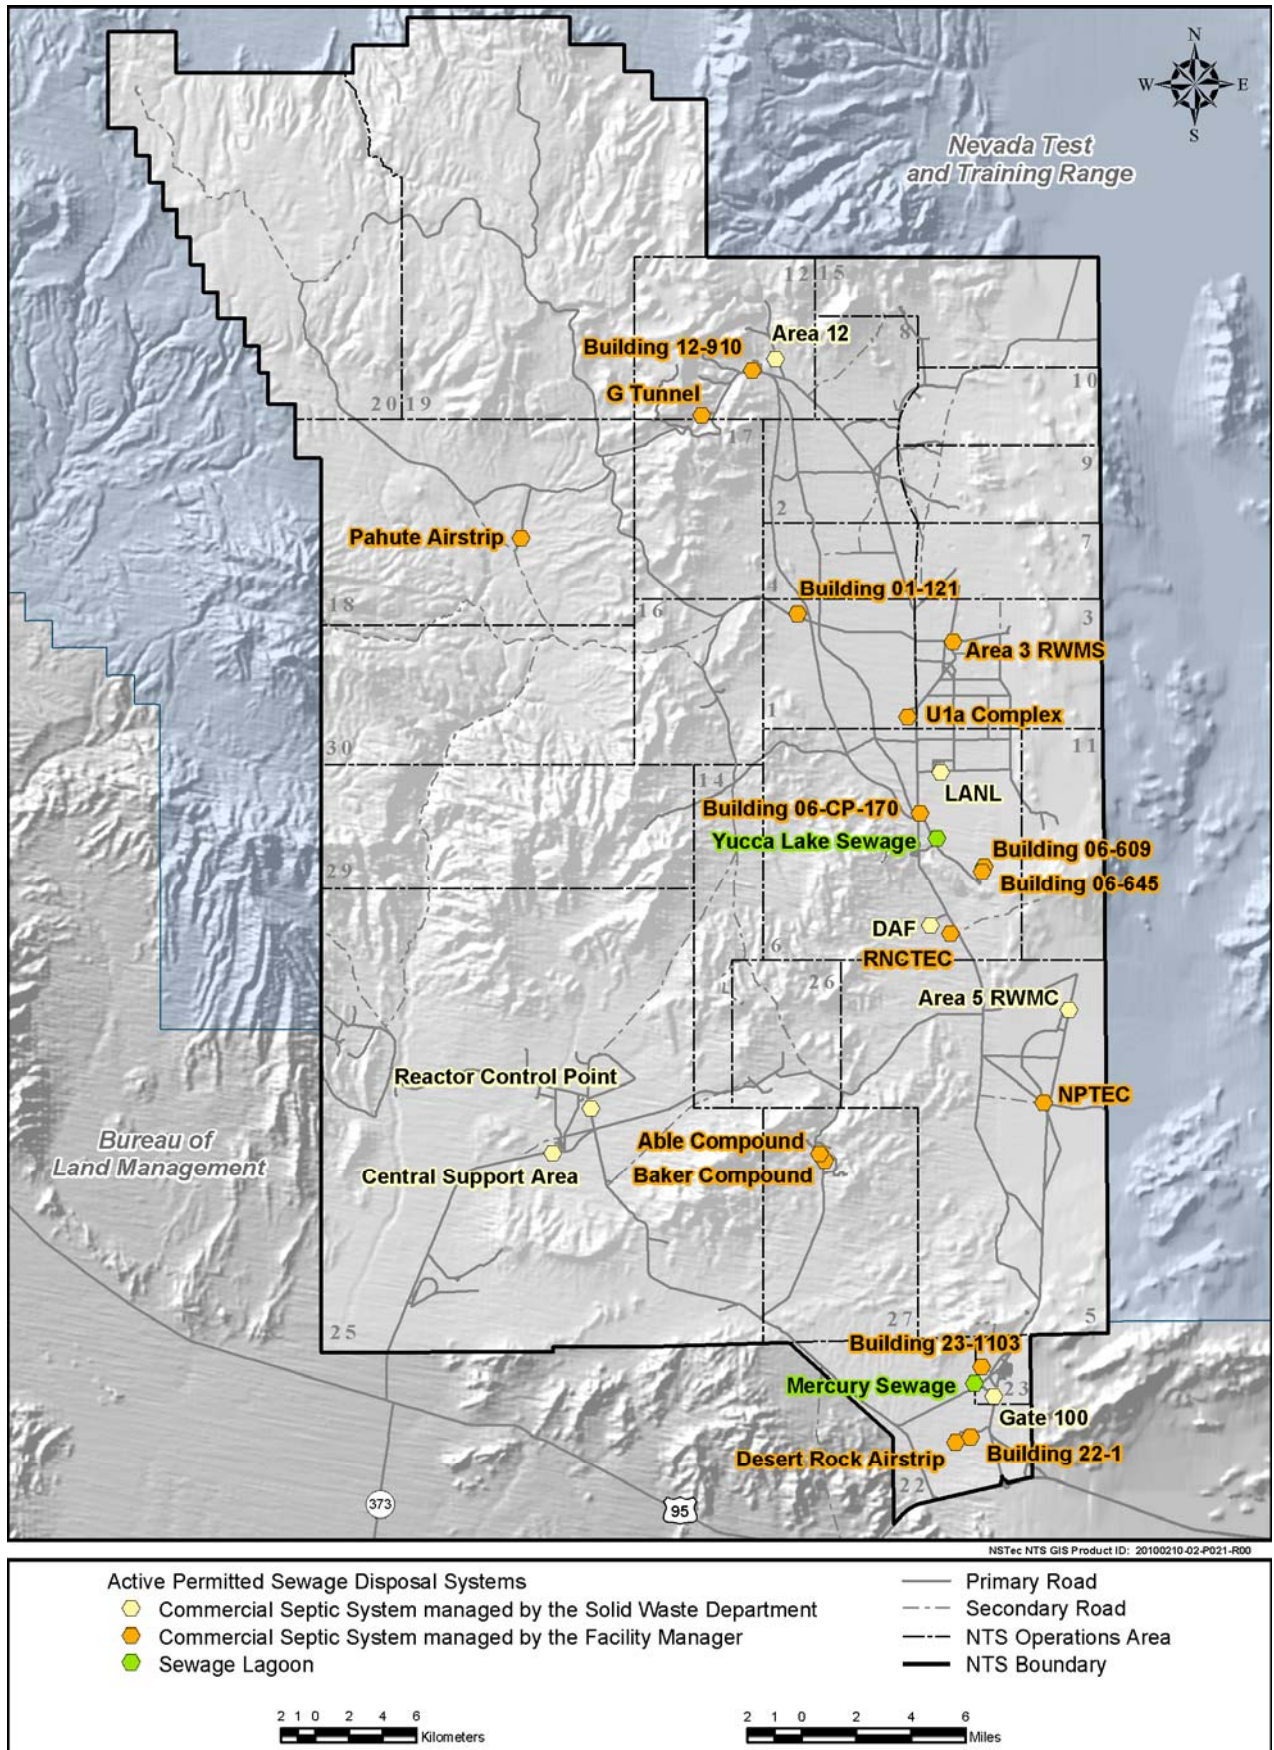 N
W E
S
Nevada Test
and Training Range
12 15
Area 12
8
Building 12-910
10
G Tunnel
20 19
17
9
2
Pahute Airstrip
7
4
Building 01-121
18
16
3
Area 3 RWMS
1
U1a Complex
30
11
14
LANL
Building 06-CP-170
Yucca Lake Sewage
Building 06-609
29
Building 06-645
DAF
6
RNCTEC
26
Area 5 RWMC
Reactor Control Point
NPTEC
Bureau of
Land Management
Able Compound
Central Support Area
Baker Compound
25
27
5
Building 23-1103
Mercury Sewage
23
Gate 100
Desert Rock Airstrip
Building 22-1
22
373
95
NSTec NTS GIS Product ID: 20100210-02-P021-R00
Active Permitted Sewage Disposal Systems
Commercial Septic System managed by the Solid Waste Department
Commercial Septic System managed by the Facility Manager
Sewage Lagoon
Primary Road
Secondary Road
NTS Operations Area
NTS Boundary
2 1 0 2 4 6
Kilometers
2 1 0 2 4 6
Miles